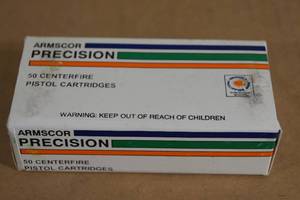 ARMSCOR
PRECISION
50 CENTERFIRE
PISTOL CARTRIDGES
WARNING: KEEP OUT OF REACH OF CHILDREN
ARMSCOR
PRECISION
50 CENTERFIRE
PISTOL CARTRIDGES